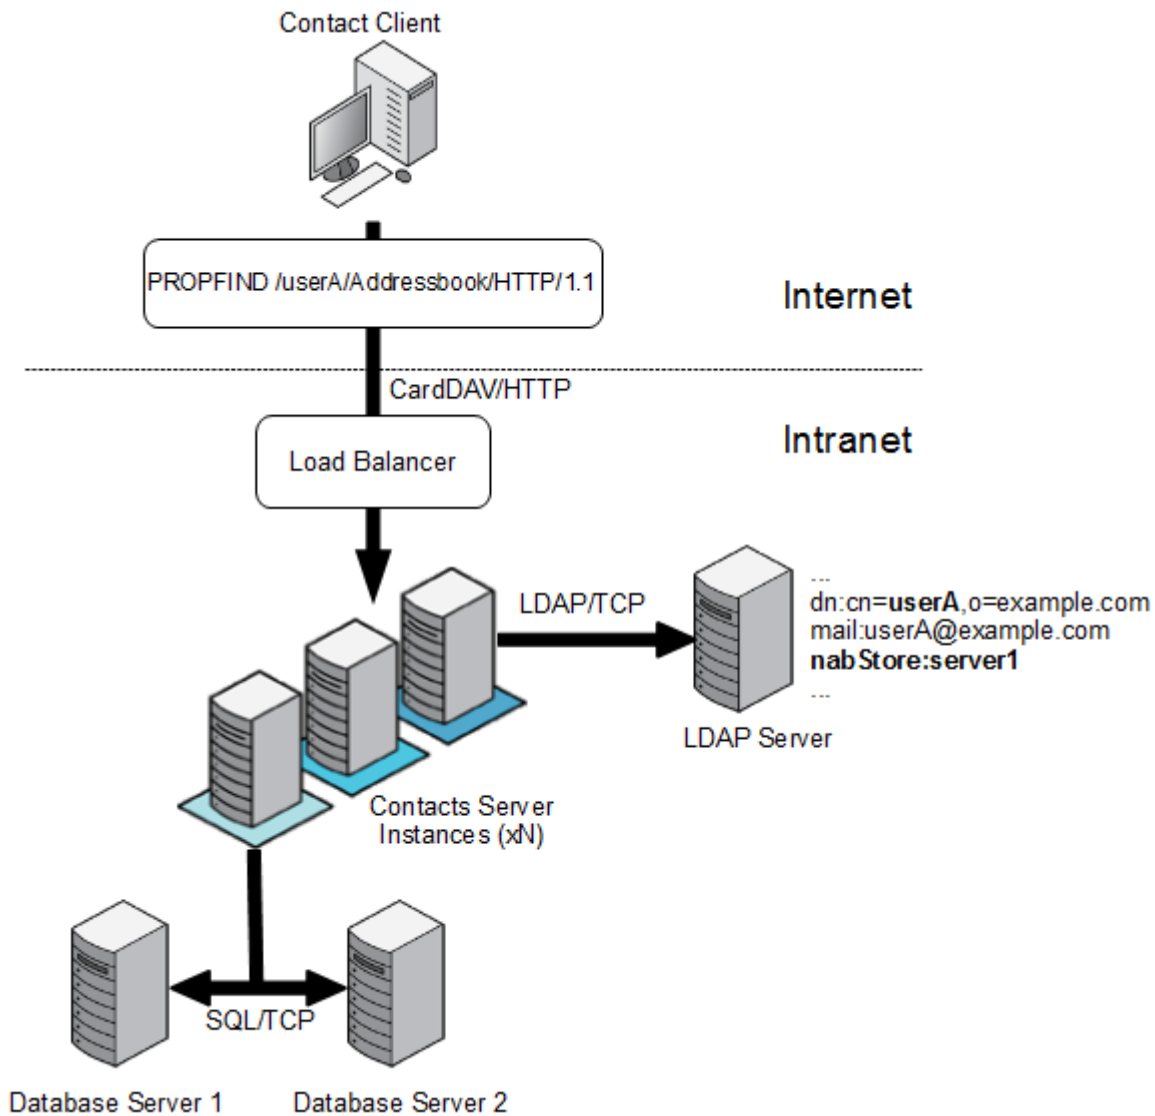 Contact Client
PROPFIND /userA/Addressbook/HTTP/1.1
Internet
CardDAV/HTTP
Intranet
Load Balancer
LDAP/TCP
...
dn:cn=userA,o=example.com
mail:userA@example.com
nabStore:server1
...
LDAP Server
Contacts Server
Instances (xN)
SQL/TCP
Database Server 1
Database Server 2